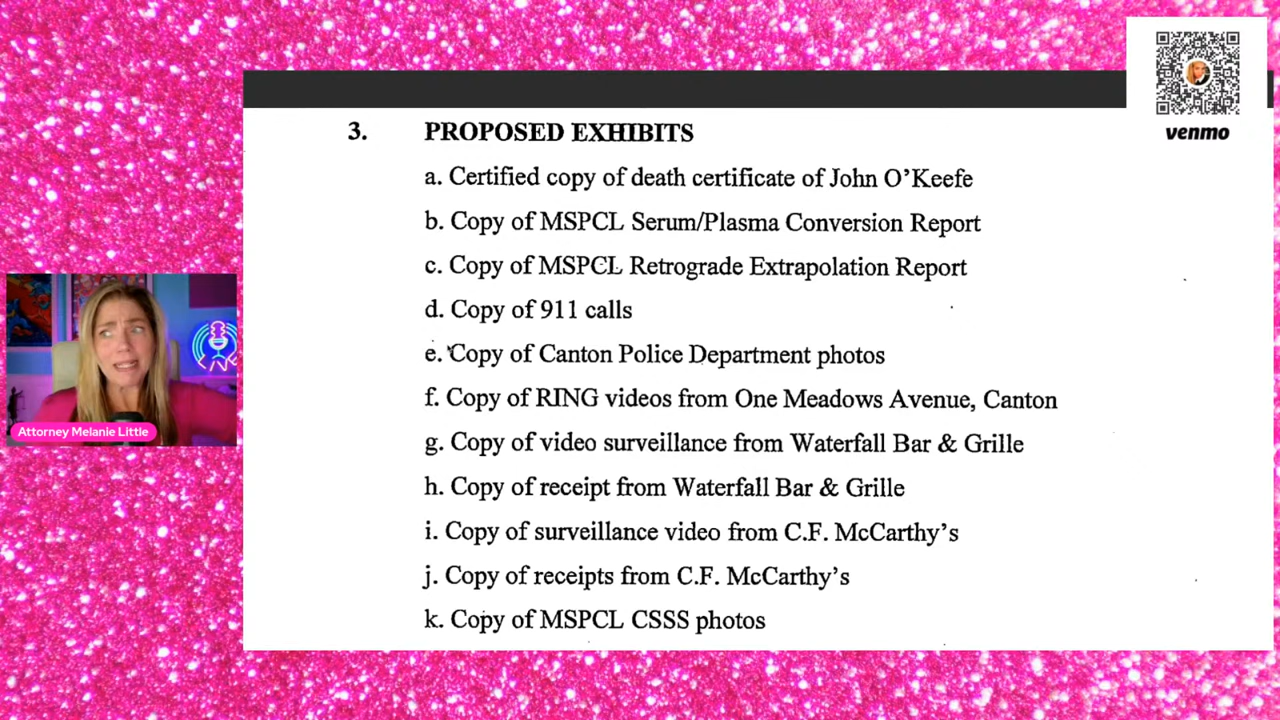 venmo
3. PROPOSED EXHIBITS
a. Certified copy of death certificate of John O'Keefe
b. Copy of MSPCL Serum/Plasma Conversion Report
c. Copy of MSPCL Retrograde Extrapolation Report
d. Copy of 911 calls
e. Copy of Canton Police Department photos
f. Copy of RING videos from One Meadows Avenue, Canton
g. Copy of video surveillance from Waterfall Bar & Grille
h. Copy of receipt from Waterfall Bar & Grille
i. Copy of surveillance video from C.F. McCarthy's
j. Copy of receipts from C.F. McCarthy's
k. Copy of MSPCL CSSS photos
Attorney Melanie Little